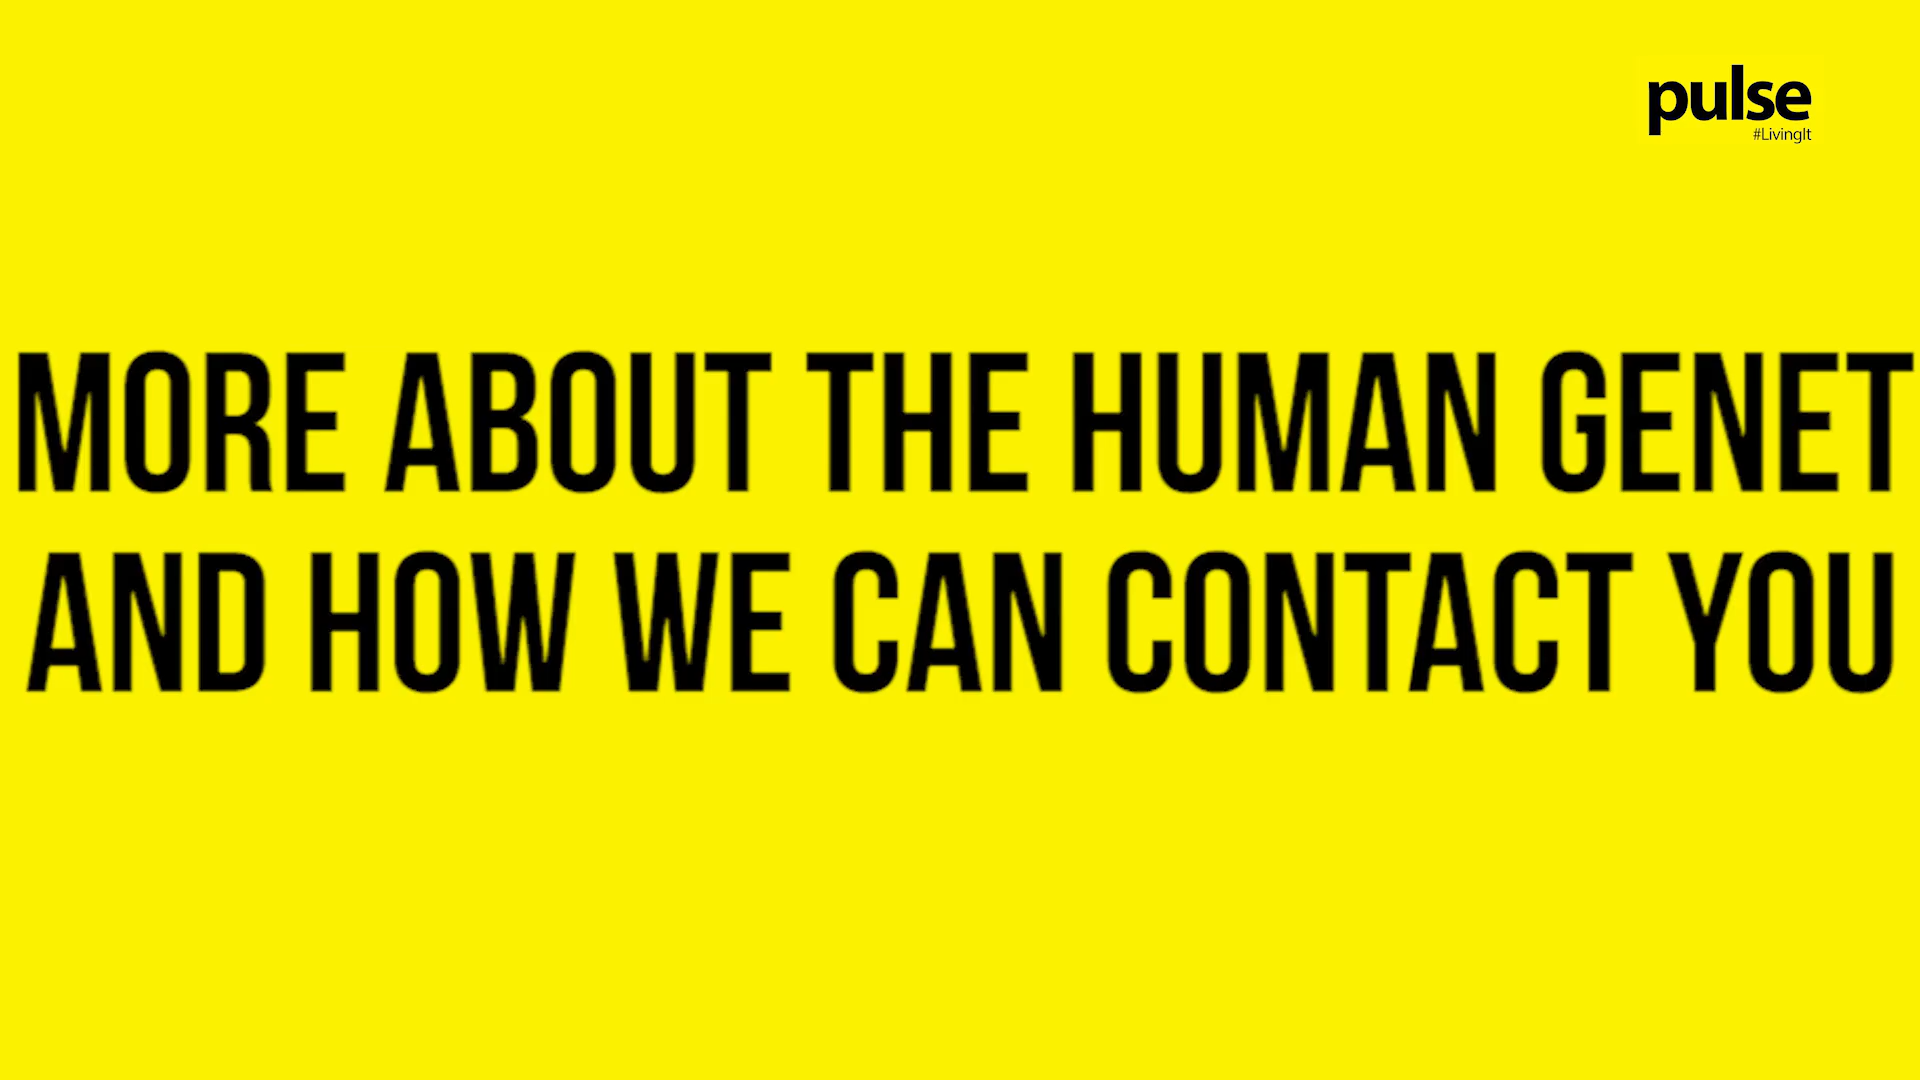 pulse
#LivingIt
MORE ABOUT THE HUMAN GENET
AND HOW WE CAN CONTACT YOU